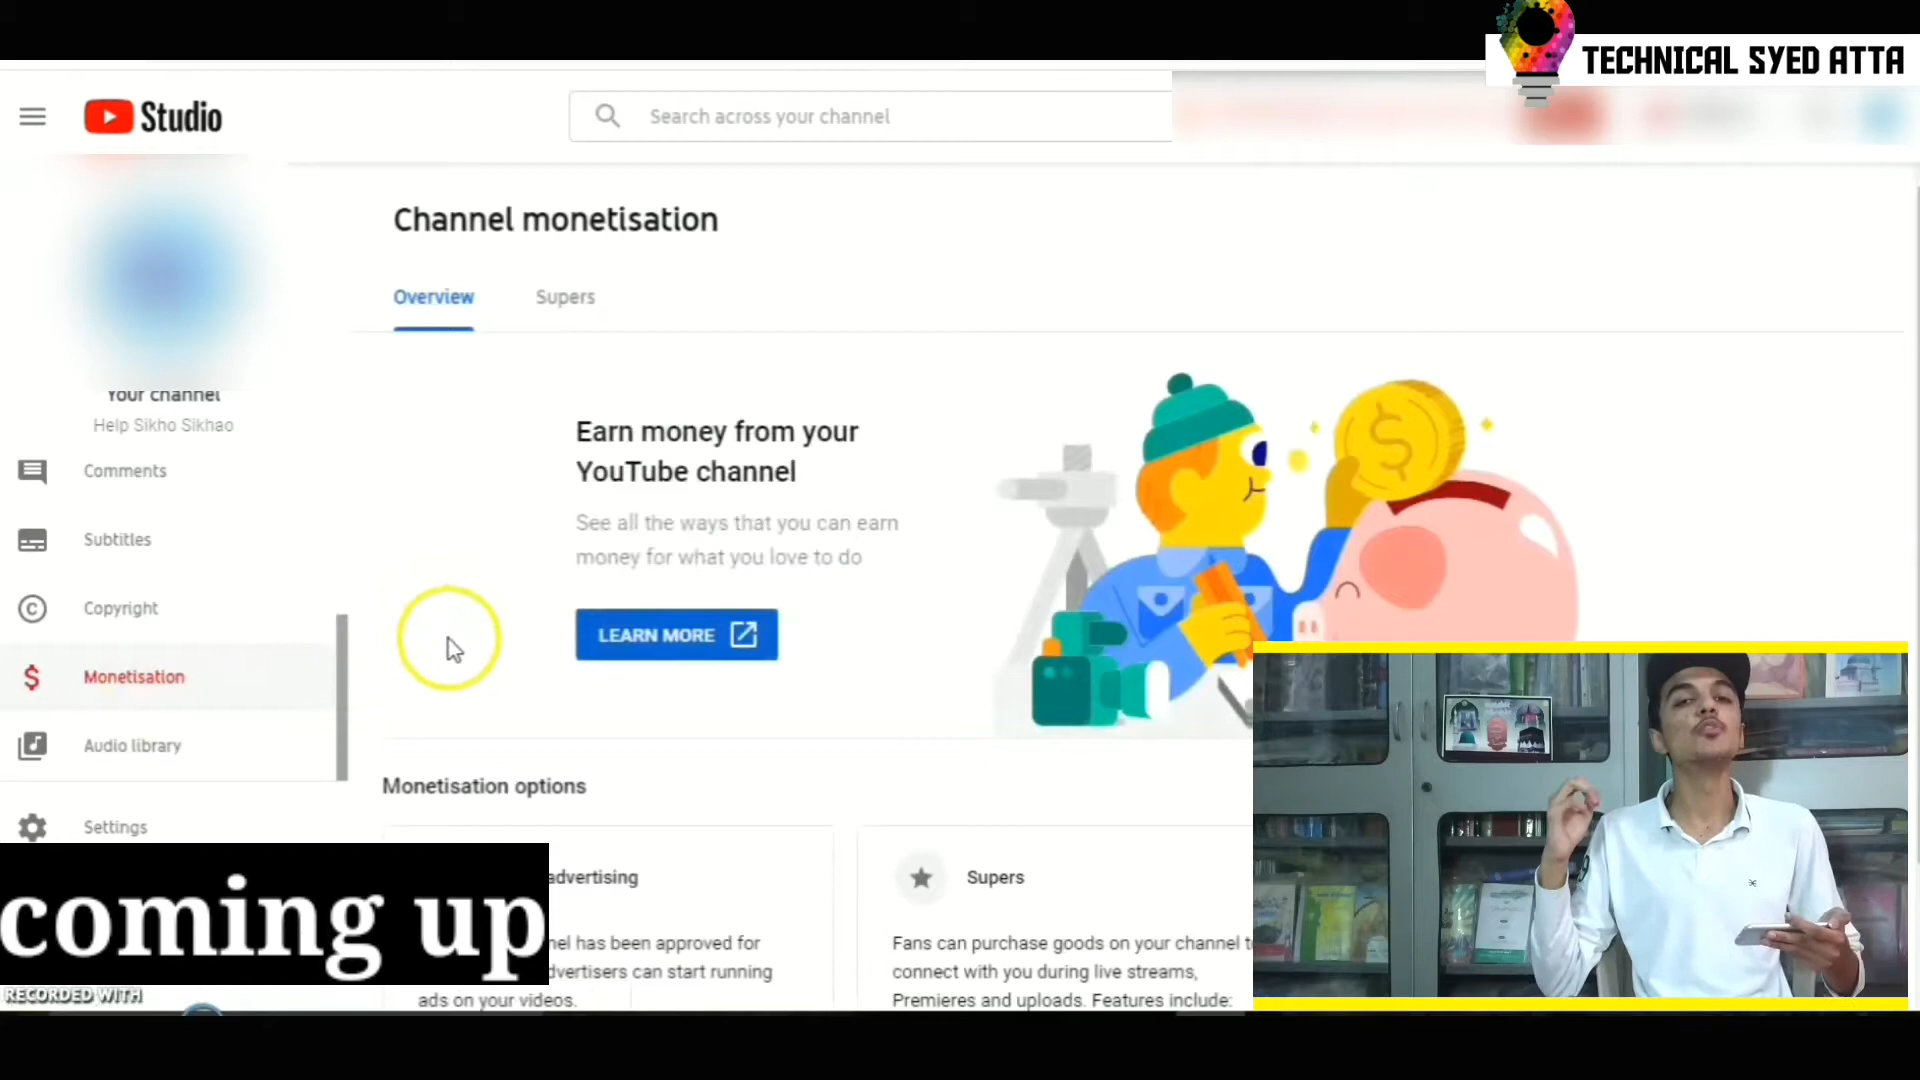 TECHNICAL SYED ATTA
Studio
Search across your channel
Channel monetisation
Overview
Supers
Your channel
Help Sikho Sikhao
Comments
Subtitles
Copyright
Monetisation
Audio library
Settings
Earn money from your
YouTube channel
See all the ways that you can earn
money for what you love to do
LEARN MORE
Monetisation options
advertising
nel has been approved for
dvertisers can start running
ads on your videos.
Supers
Fans can purchase goods on your channel t
connect with you during live streams,
Premieres and uploads. Features include:
coming up
RECORDED WITH